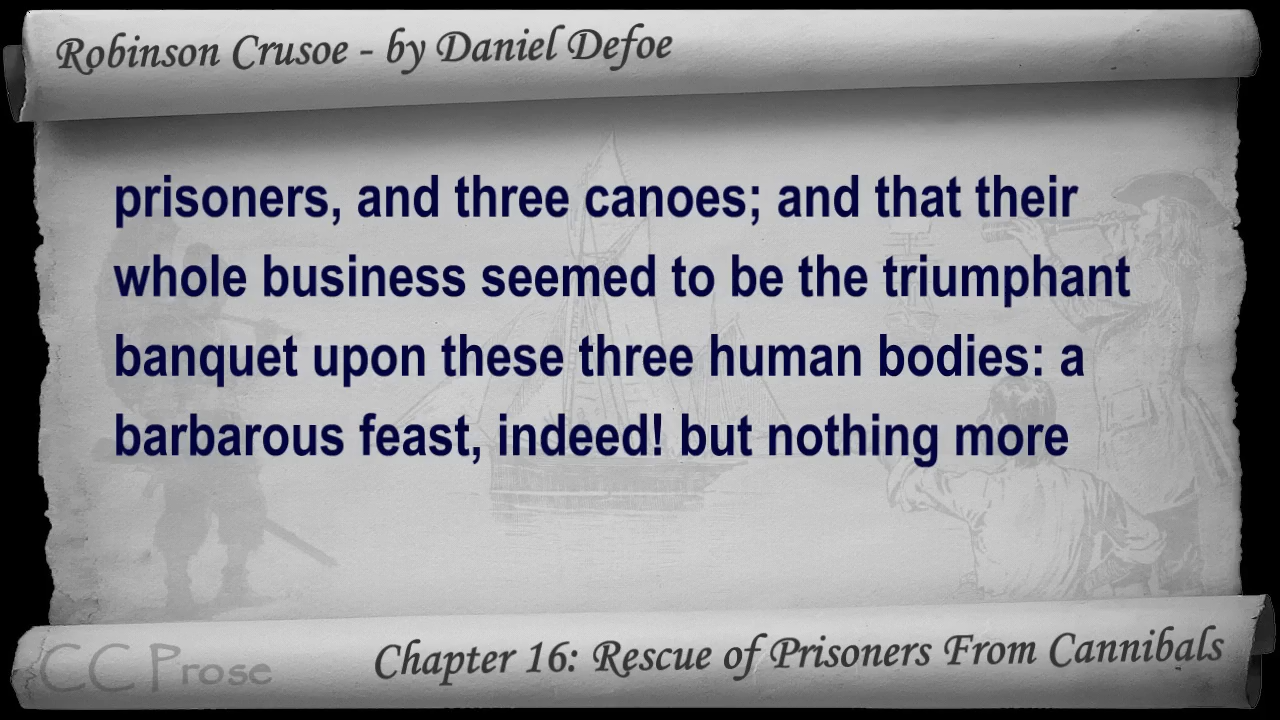 Robinson Crusoe - by Daniel Defoe
prisoners, and three canoes; and that their
whole business seemed to be the triumphant
banquet upon these three human bodies: a
barbarous feast, indeed! but nothing more
CC Prose
Chapter 16: Rescue of Prisoners From Cannibals